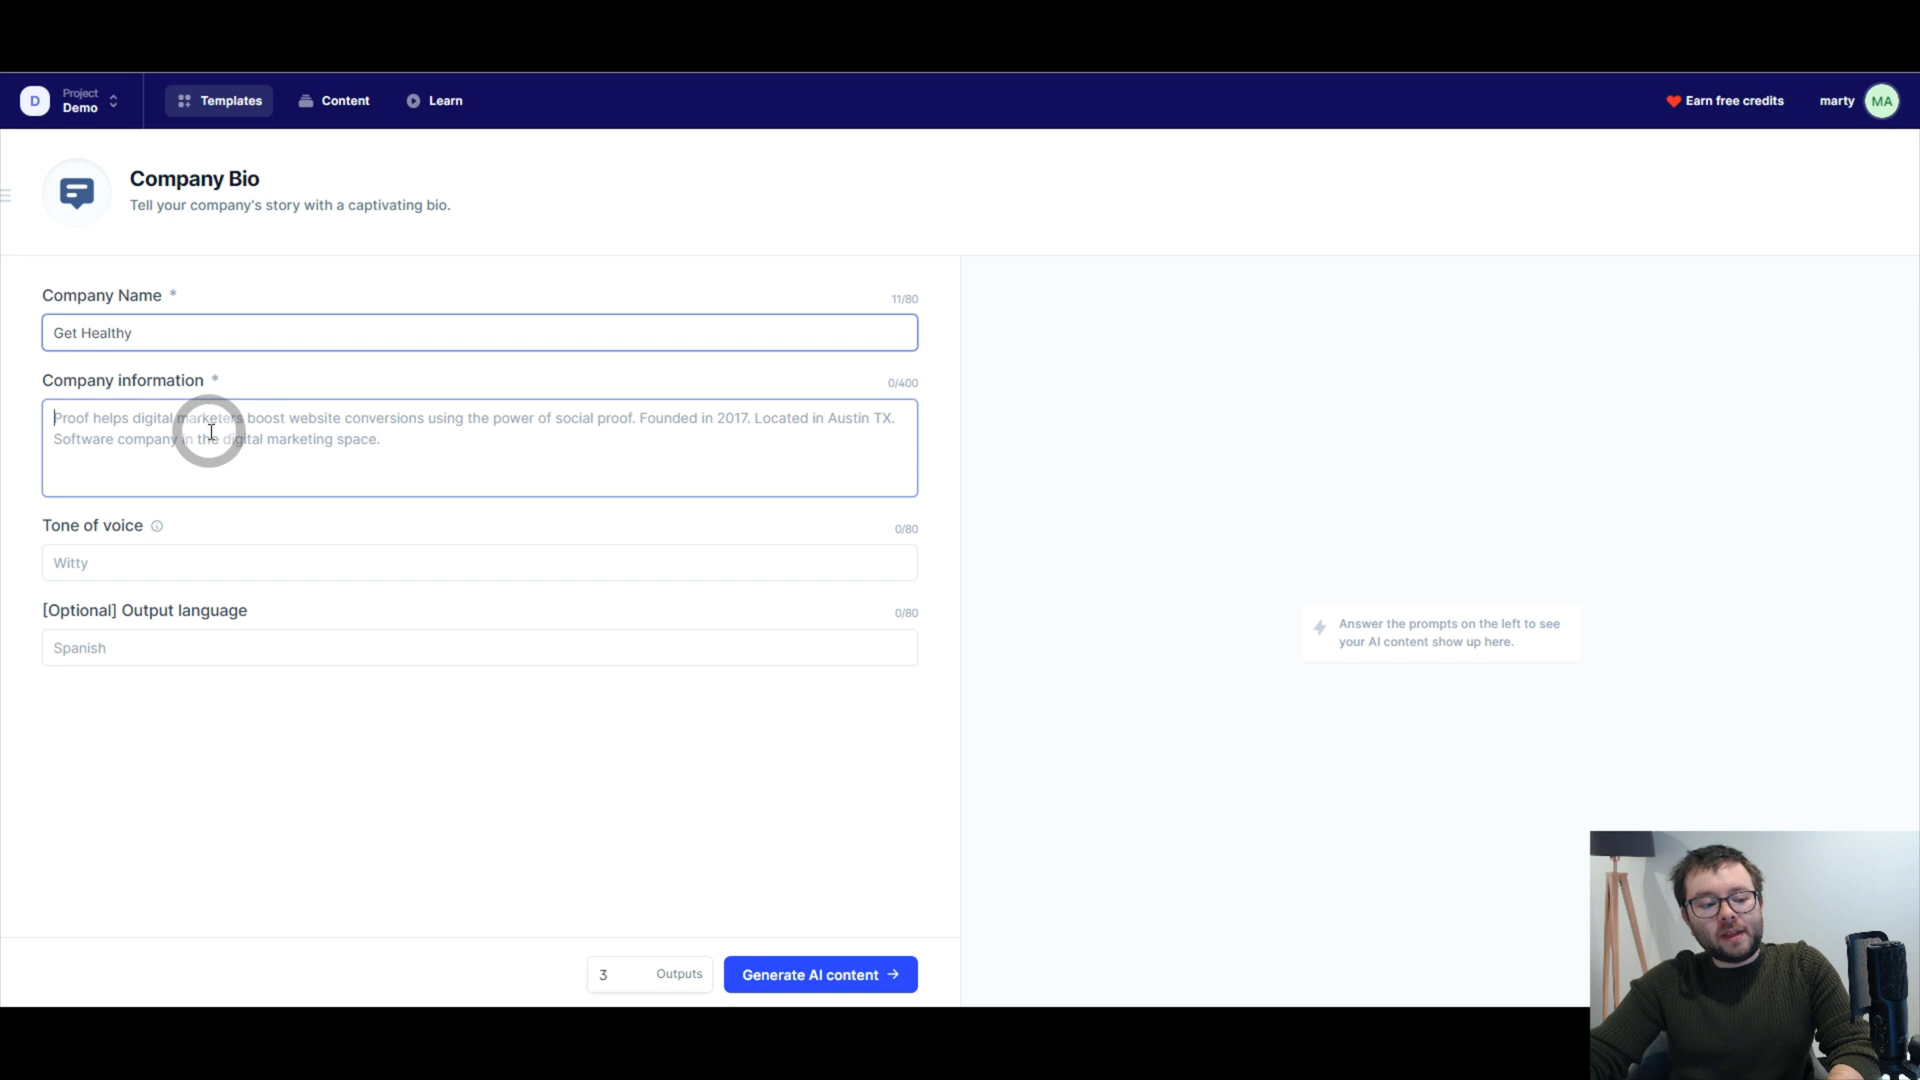 D
Project
Demo
Templates
Content
Learn
Earn free credits
marty
MA
Company Bio
Tell your company's story with a captivating bio.
Company Name *
11/80
Get Healthy
Company information *
0/400
Proof helps digital marketers boost website conversions using the power of social proof. Founded in 2017. Located in Austin TX.
Software company in the digital marketing space.
Tone of voice
0/80
Witty
[Optional] Output language
0/80
Spanish
Answer the prompts on the left to see
your AI content show up here.
3 Outputs
Generate AI content →